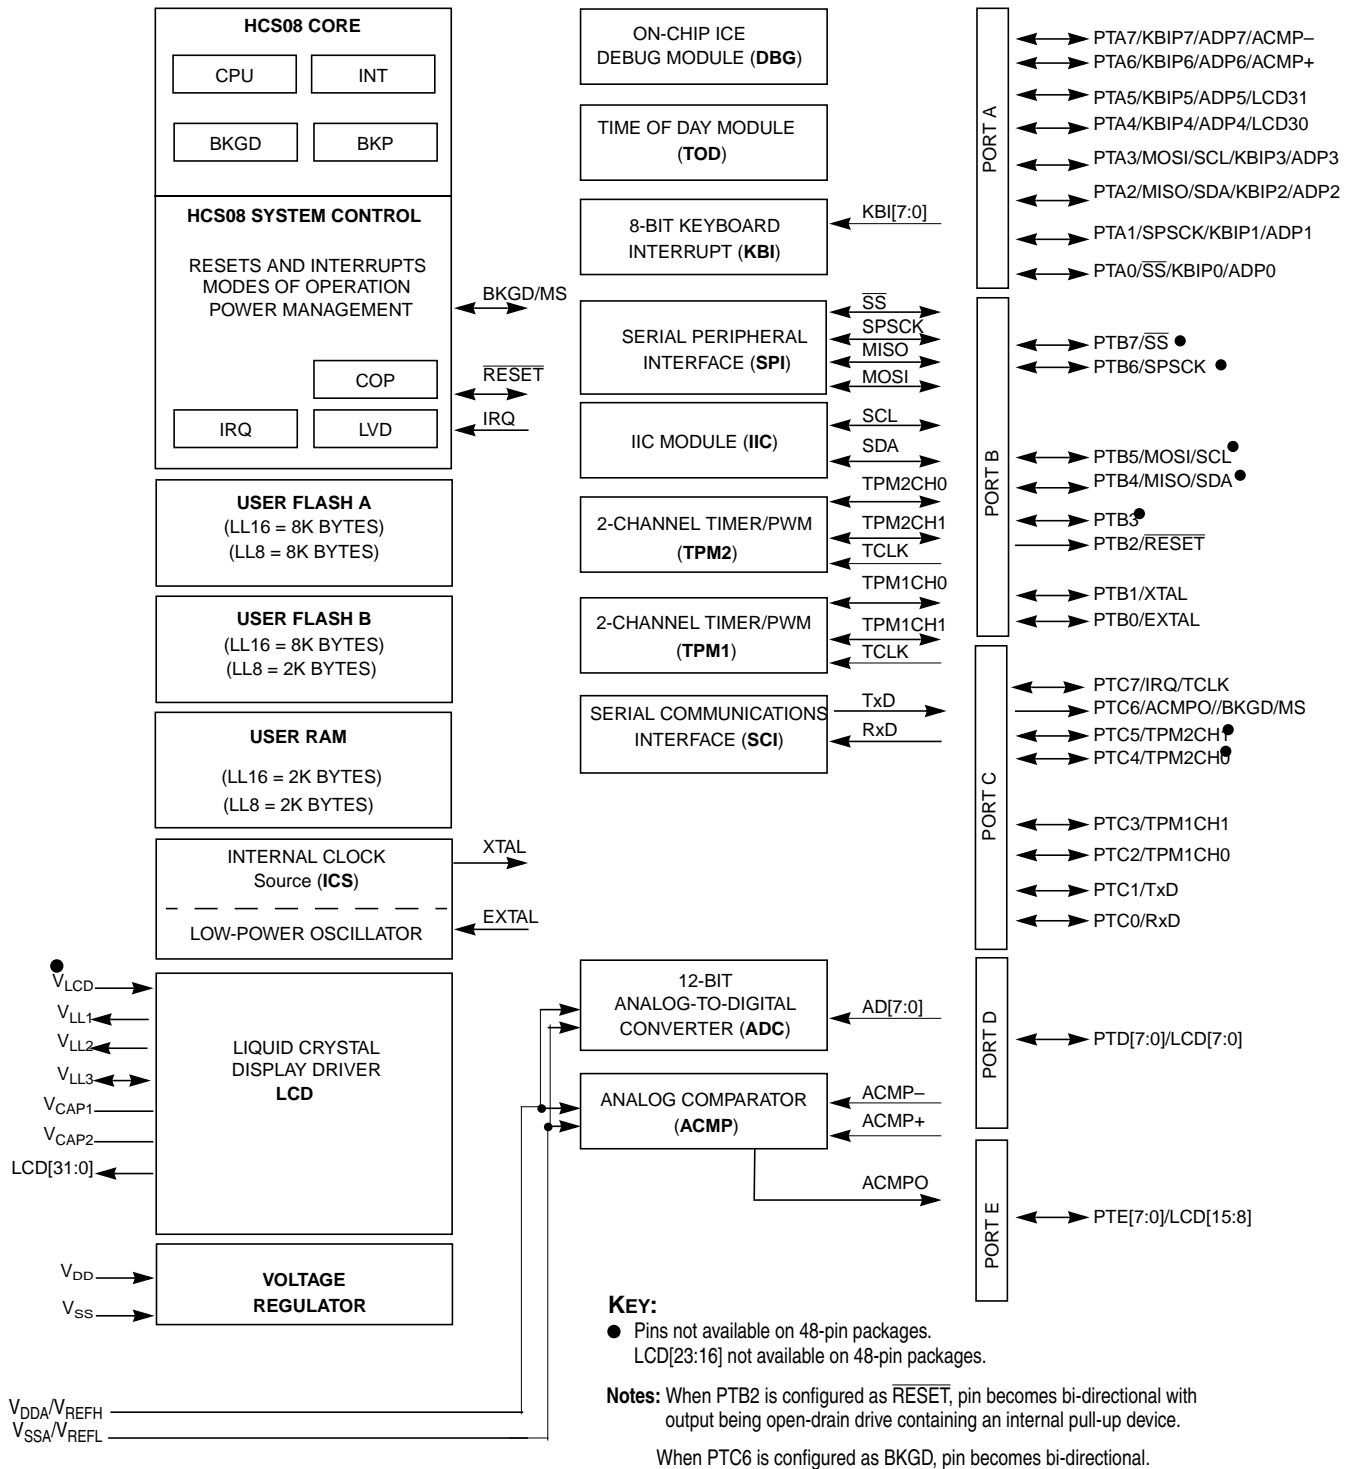 HCS08 CORE
CPU
INT
BKGD
BKP
HCS08 SYSTEM CONTROL
RESETS AND INTERRUPTS
MODES OF OPERATION
POWER MANAGEMENT
COP
IRQ
LVD
BKGD/MS
RESET
IRQ
USER FLASH A
(LL16 = 8K BYTES)
(LL8 = 8K BYTES)
USER FLASH B
(LL16 = 8K BYTES)
(LL8 = 2K BYTES)
USER RAM
(LL16 = 2K BYTES)
(LL8 = 2K BYTES)
INTERNAL CLOCK
Source (ICS)
LOW-POWER OSCILLATOR
XTAL
EXTAL
● VLCD
VLL1
VLL2
VLL3
VCAP1
VCAP2
LCD[31:0]
LIQUID CRYSTAL
DISPLAY DRIVER
LCD
VDD
VSS
VOLTAGE
REGULATOR
VDDA/VREFH
VSSA/VREFL
ON-CHIP ICE
DEBUG MODULE (DBG)
TIME OF DAY MODULE
(TOD)
8-BIT KEYBOARD
INTERRUPT (KBI)
KBI[7:0]
SERIAL PERIPHERAL
INTERFACE (SPI)
SS
SPSCK
MISO
MOSI
IIC MODULE (IIC)
SCL
SDA
2-CHANNEL TIMER/PWM
(TPM2)
TPM2CH0
TPM2CH1
TCLK
2-CHANNEL TIMER/PWM
(TPM1)
TPM1CH0
TPM1CH1
TCLK
SERIAL COMMUNICATIONS
INTERFACE (SCI)
TxD
RxD
12-BIT
ANALOG-TO-DIGITAL
CONVERTER (ADC)
AD[7:0]
ANALOG COMPARATOR
(ACMP)
ACMP–
ACMP+
ACMPO
PORT A
PTA7/KBIP7/ADP7/ACMP–
PTA6/KBIP6/ADP6/ACMP+
PTA5/KBIP5/ADP5/LCD31
PTA4/KBIP4/ADP4/LCD30
PTA3/MOSI/SCL/KBIP3/ADP3
PTA2/MISO/SDA/KBIP2/ADP2
PTA1/SPSCK/KBIP1/ADP1
PTA0/SS/KBIP0/ADP0
PORT B
PTB7/SS ●
PTB6/SPSCK ●
PTB5/MOSI/SCL ●
PTB4/MISO/SDA ●
PTB3 ●
PTB2/RESET
PTB1/XTAL
PTB0/EXTAL
PORT C
PTC7/IRQ/TCLK
PTC6/ACMPO//BKGD/MS
PTC5/TPM2CH1 ●
PTC4/TPM2CH0 ●
PTC3/TPM1CH1
PTC2/TPM1CH0
PTC1/TxD
PTC0/RxD
PORT D
PTD[7:0]/LCD[7:0]
PORT E
PTE[7:0]/LCD[15:8]
KEY:
● Pins not available on 48-pin packages.
LCD[23:16] not available on 48-pin packages.
Notes: When PTB2 is configured as RESET, pin becomes bi-directional with
output being open-drain drive containing an internal pull-up device.
When PTC6 is configured as BKGD, pin becomes bi-directional.